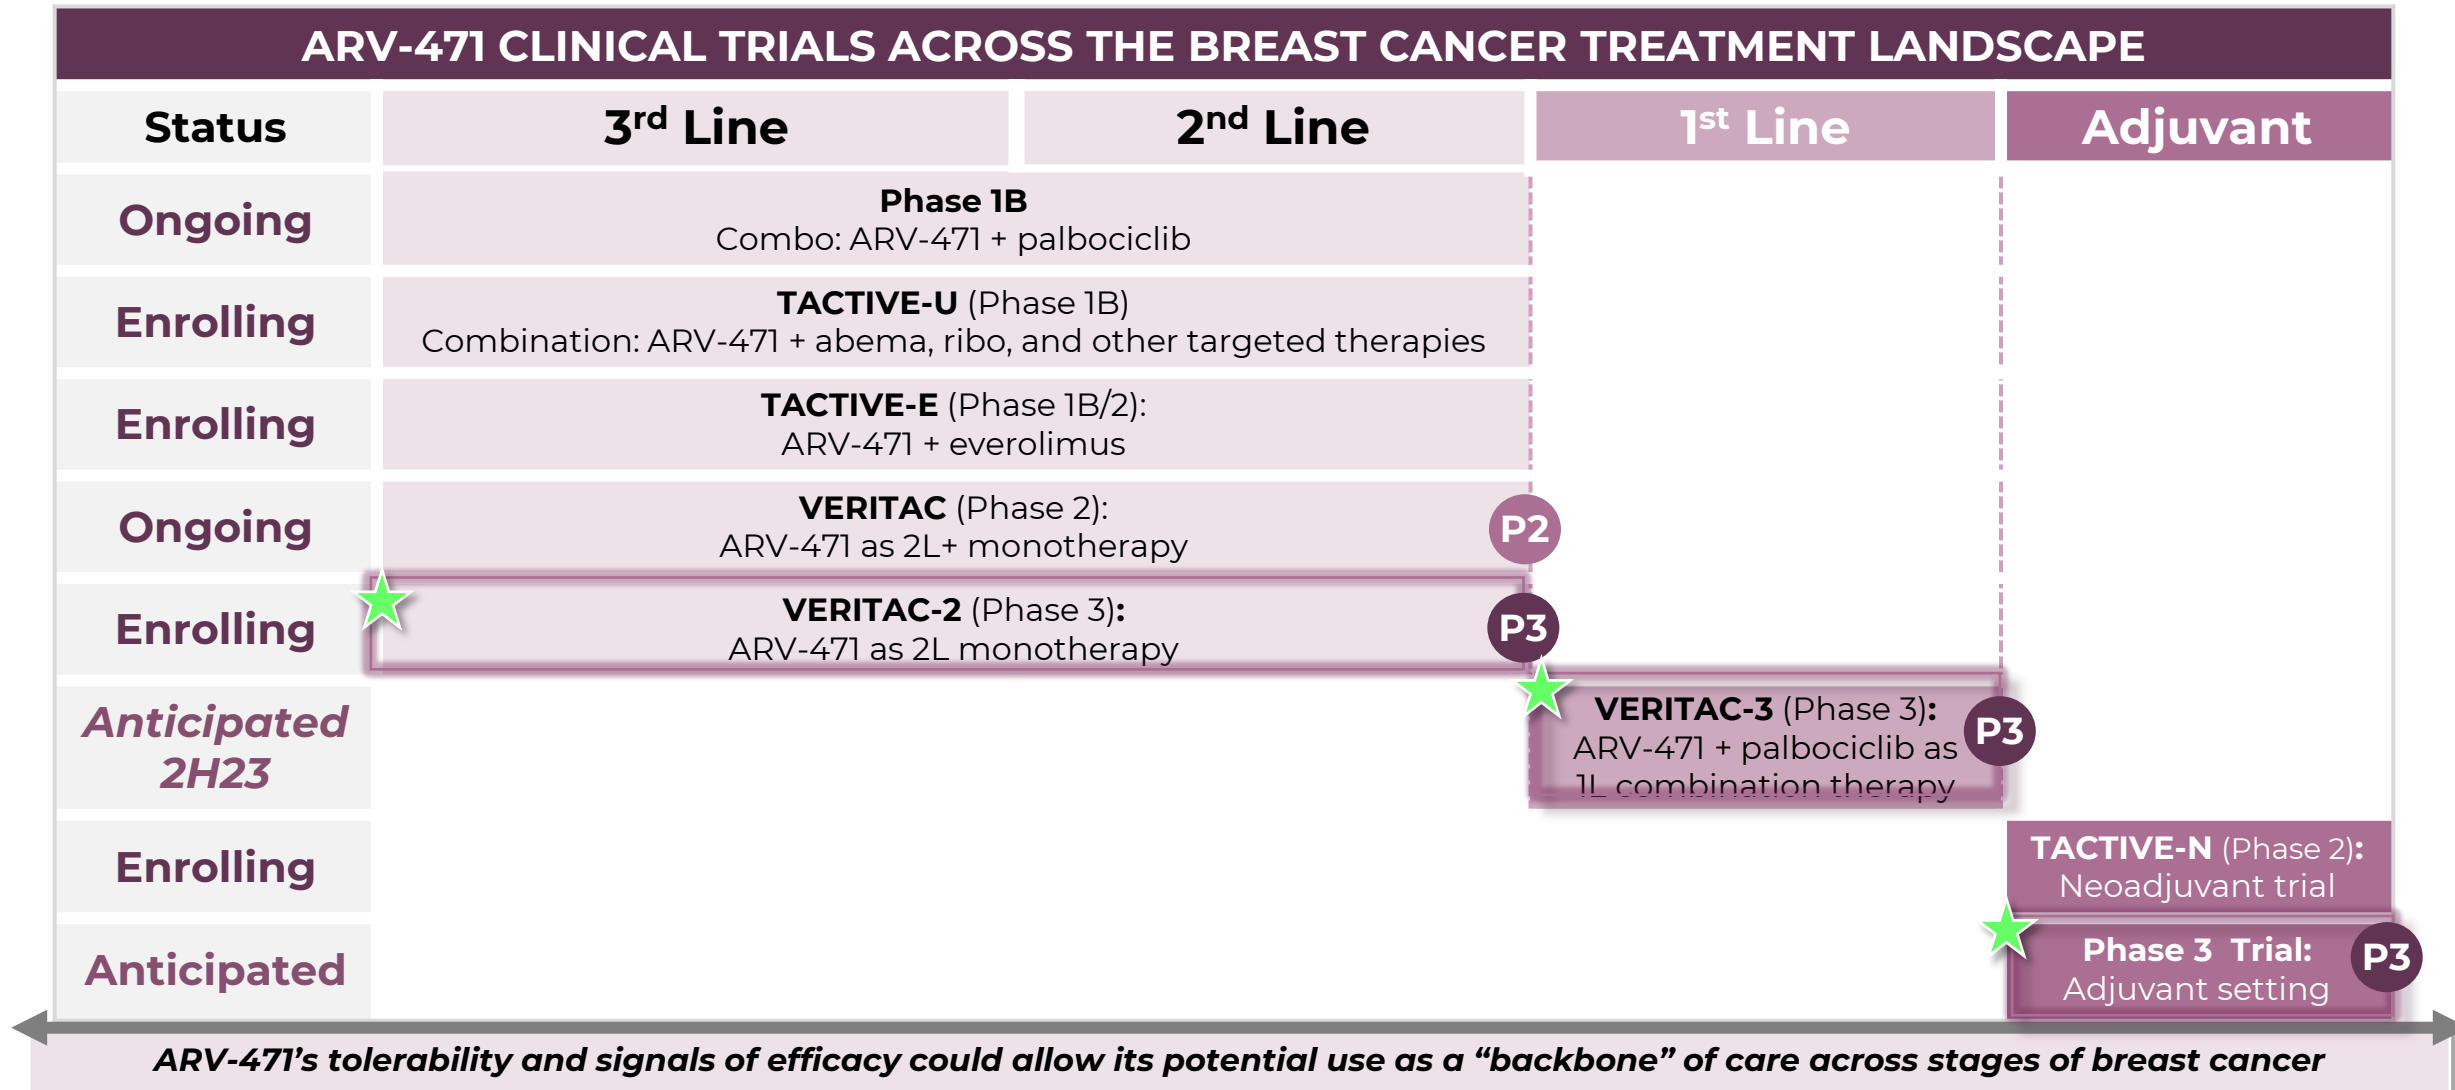 ARV-471 CLINICAL TRIALS ACROSS THE BREAST CANCER TREATMENT LANDSCAPE
Status
3rd Line
2nd Line
1st Line
Adjuvant
Ongoing
Phase 1B
Combo: ARV-471 + palbociclib
Enrolling
TACTIVE-U (Phase 1B)
Combination: ARV-471 + abema, ribo, and other targeted therapies
Enrolling
TACTIVE-E (Phase 1B/2):
ARV-471 + everolimus
Ongoing
VERITAC (Phase 2):
ARV-471 as 2L+ monotherapy
P2
Enrolling
VERITAC-2 (Phase 3):
ARV-471 as 2L monotherapy
P3
Anticipated
2H23
VERITAC-3 (Phase 3):
ARV-471 + palbociclib as
1L combination therapy
P3
Enrolling
TACTIVE-N (Phase 2):
Neoadjuvant trial
Anticipated
Phase 3 Trial:
Adjuvant setting
P3
ARV-471's tolerability and signals of efficacy could allow its potential use as a “backbone” of care across stages of breast cancer